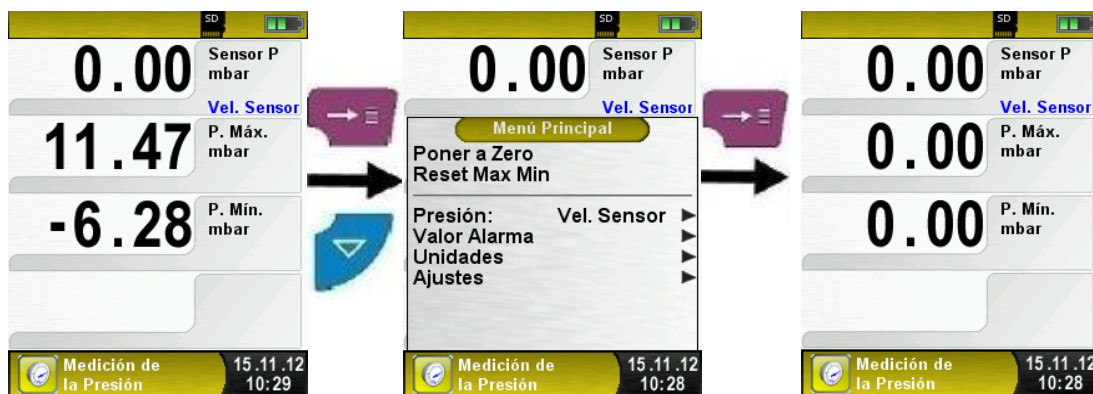 SD
0.00
Sensor P
mbar
Vel. Sensor
11.47
P. Máx.
mbar
-6.28
P. Mín.
mbar
Medición de
la Presión
15.11.12
10:29
SD
0.00
Sensor P
mbar
Vel. Sensor
Menú Principal
Poner a Zero
Reset Max Min
Presión: Vel. Sensor
Valor Alarma
Unidades
Ajustes
Medición de
la Presión
15.11.12
10:28
SD
0.00
Sensor P
mbar
Vel. Sensor
0.00
P. Máx.
mbar
0.00
P. Mín.
mbar
Medición de
la Presión
15.11.12
10:28